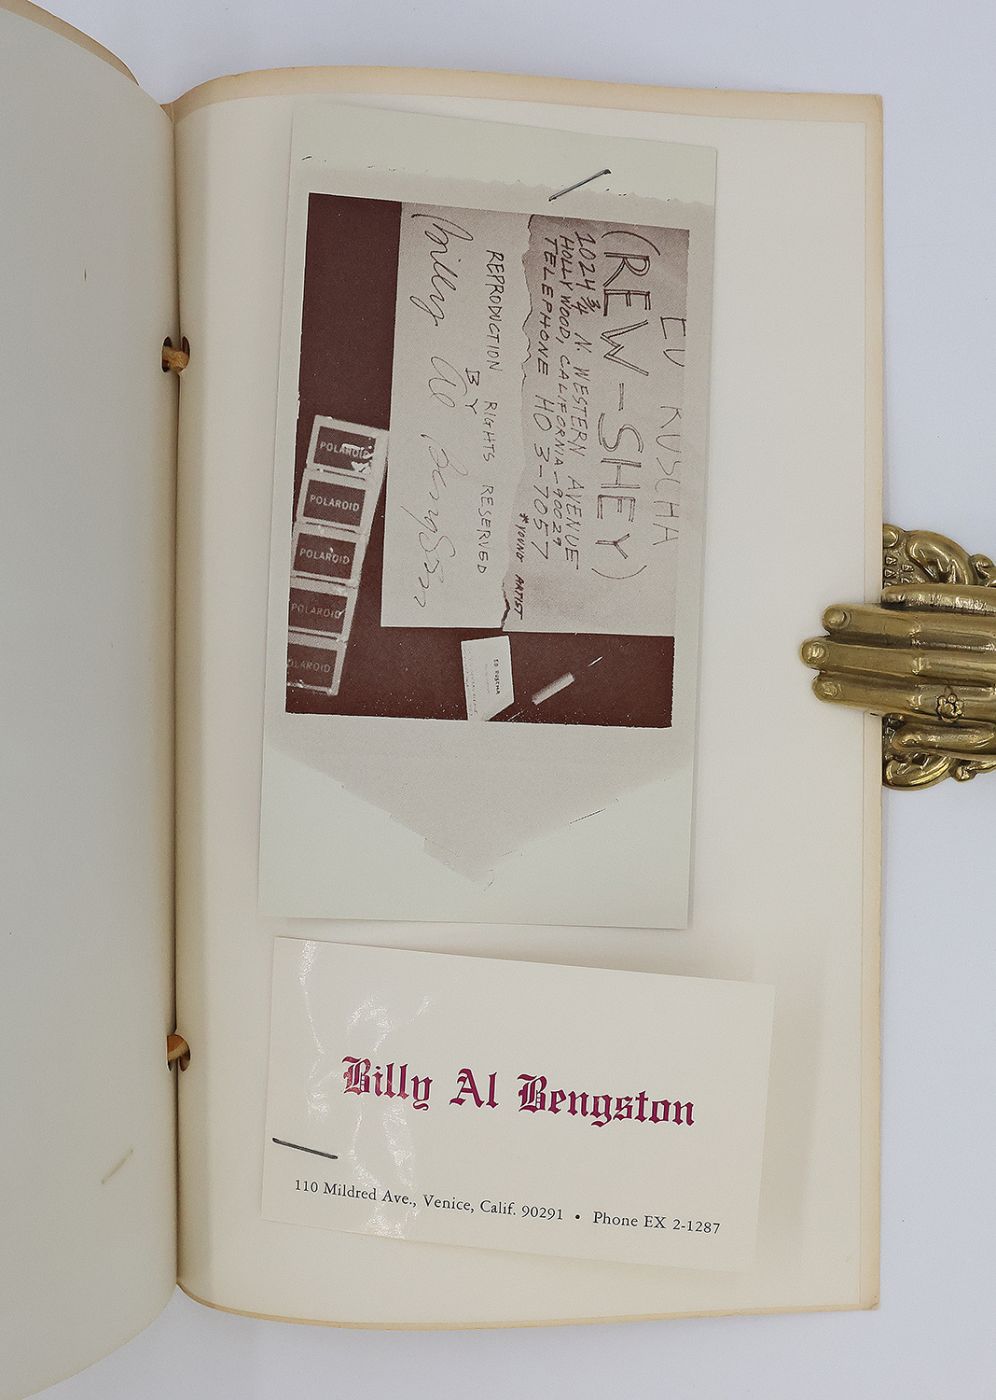 ED RUSCHA
(REW-SHEY)
1024 3/4 N. WESTERN AVENUE
HOLLYWOOD, CALIFORNIA-90029
TELEPHONE HO 3-7057
*YOUNG ARTIST
REPRODUCTION RIGHTS RESERVED
BY
Billy Al Bengston
POLAROID
POLAROID
POLAROID
POLAROID
POLAROID
ED RUSCHA
Billy Al Bengston
110 Mildred Ave., Venice, Calif. 90291 • Phone EX 2-1287